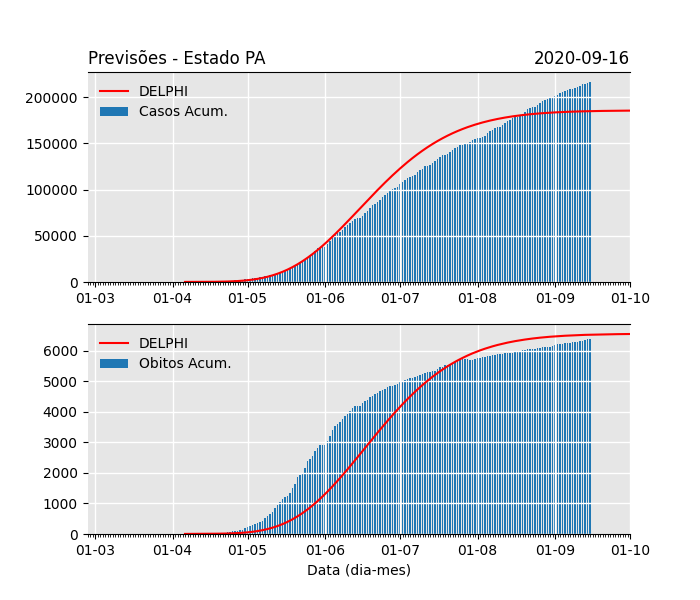 Previsões - Estado PA 2020-09-16
DELPHI
Casos Acum.
200000
150000
100000
50000
0
01-03 01-04 01-05 01-06 01-07 01-08 01-09 01-10
DELPHI
Obitos Acum.
6000
5000
4000
3000
2000
1000
0
01-03 01-04 01-05 01-06 01-07 01-08 01-09 01-10
Data (dia-mes)